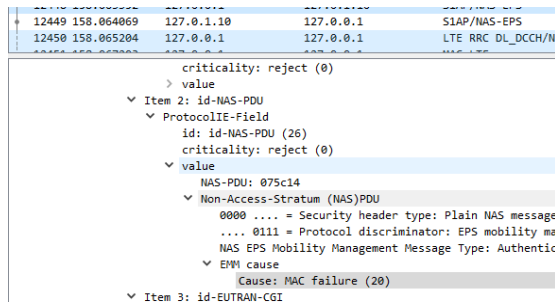 12449 158.064069 127.0.0.1.10 127.0.0.1 S1AP/NAS-EPS
12450 158.065204 127.0.0.1 127.0.0.1 LTE RRC DL_DCCH/N
criticality: reject (0)
value
Item 2: id-NAS-PDU
ProtocolIE-Field
id: id-NAS-PDU (26)
criticality: reject (0)
value
NAS-PDU: 075c14
Non-Access-Stratum (NAS)PDU
0000 .... = Security header type: Plain NAS message
.... 0111 = Protocol discriminator: EPS mobility ma
NAS EPS Mobility Management Message Type: Authentic
EMM cause
Cause: MAC failure (20)
Item 3: id-EUTRAN-CGI